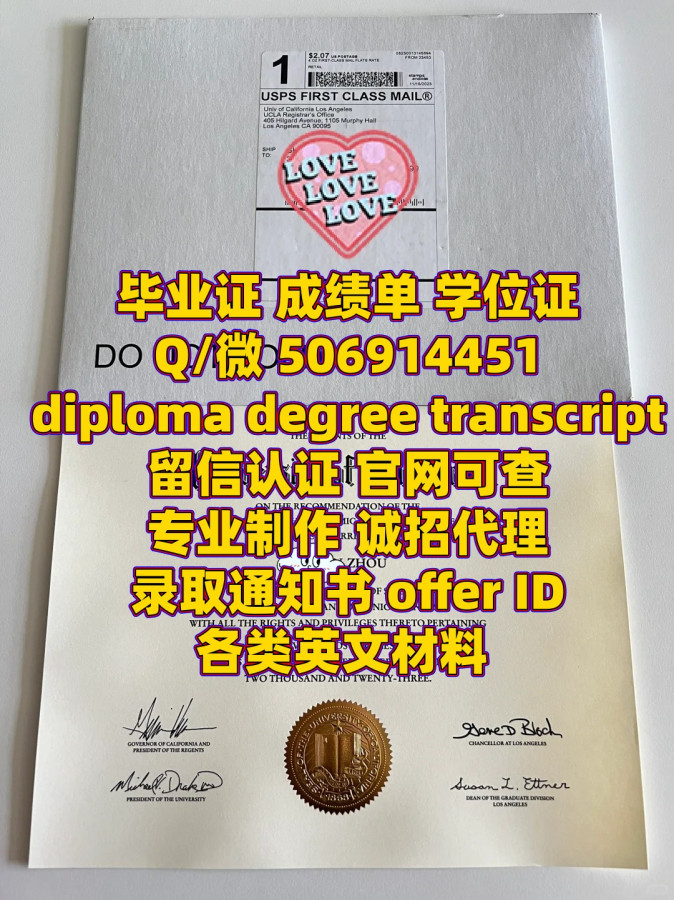 1
$2.07 US POSTAGE
RETAIL
USPS FIRST CLASS MAIL®
Univ of California Los Angeles
UCLA Registrar's Office
405 Hilgard Avenue, 1105 Murphy Hall
Los Angeles CA 90095
SHIP
TO:
LOVE
LOVE
LOVE
毕业证 成绩单 学位证
DO
Q/微 506914451
diploma degree transcript
留信认证 官网可查
ON THE RECOMMENDATION OF THE
专业制作 诚招代理
ZHOU
录取通知书 offer ID
WITH ALL THE RIGHTS AND PRIVILEGES THERETO PERTAINING
各类英文材料
TWO THOUSAND AND TWENTY-THREE.
GOVERNOR OF CALIFORNIA AND
PRESIDENT OF THE REGENTS
CHANCELLOR AT LOS ANGELES
PRESIDENT OF THE UNIVERSITY
DEAN OF THE GRADUATE DIVISION
LOS ANGELES